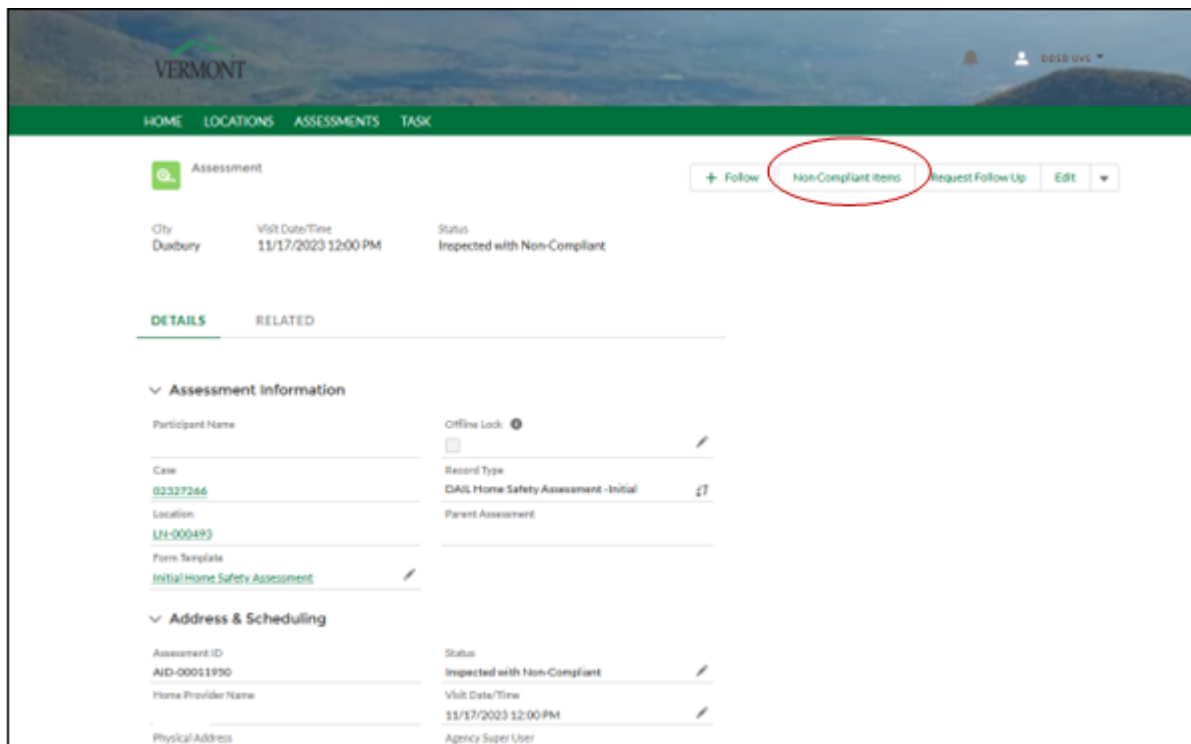 VERMONT
DDSD UVS
HOME LOCATIONS ASSESSMENTS TASK
Assessment
+ Follow Non Compliant Items Request Follow Up Edit
City Visit Date/Time Status
Duxbury 11/17/2023 12:00 PM Inspected with Non-Compliant
DETAILS RELATED
Assessment Information
Participant Name Offline Lock
Case Record Type
02327266 DAIL Home Safety Assessment -Initial
Location Parent Assessment
LN-000493
Form Template
Initial Home Safety Assessment
Address & Scheduling
Assessment ID Status
AID-00011950 Inspected with Non-Compliant
Home Provider Name Visit Date/Time
11/17/2023 12:00 PM
Physical Address Agency Super User